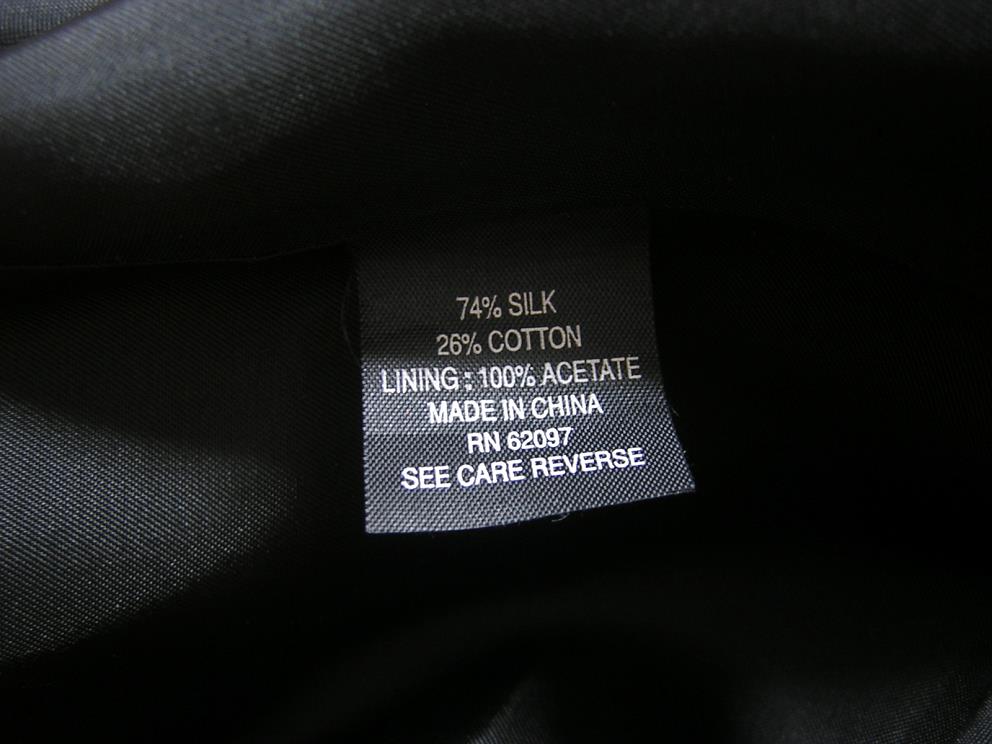 74% SILK
26% COTTON
LINING : 100% ACETATE
MADE IN CHINA
RN 62097
SEE CARE REVERSE